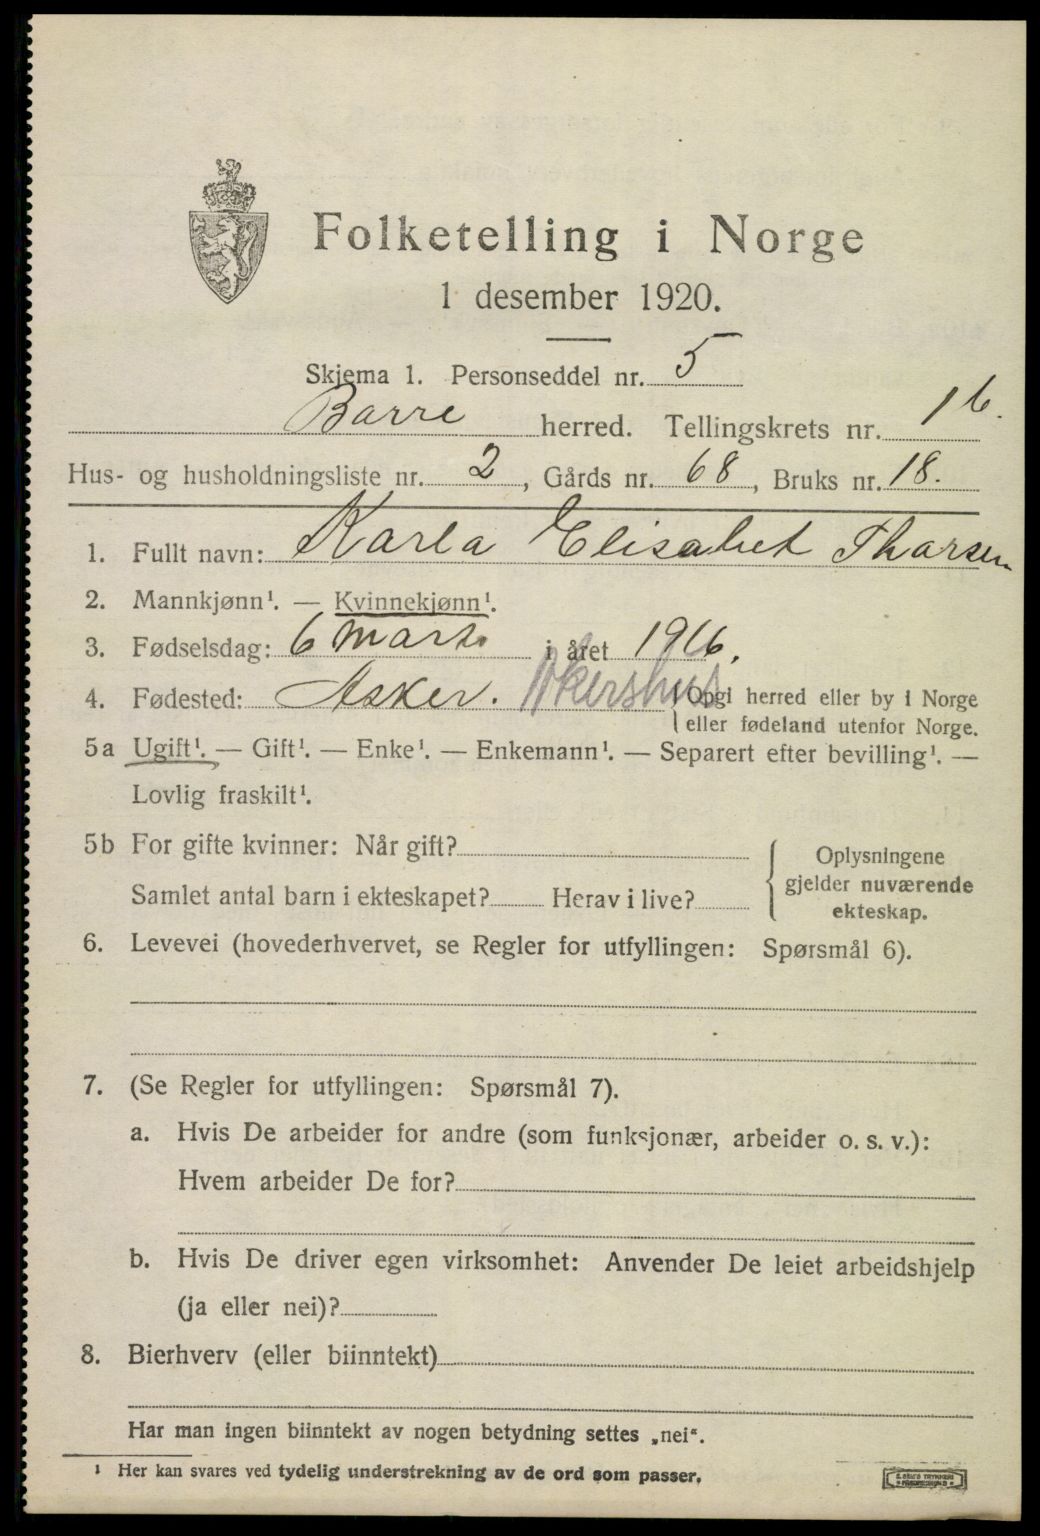 Folketelling i Norge
1 desember 1920.
Skjema 1. Personseddel nr. 5
Borre herred. Tellingskrets nr. 16.
Hus- og husholdningsliste nr. 2, Gårds nr. 68, Bruks nr. 18.
1. Fullt navn: Karla Elisabet Tharsen
2. Mannkjønn¹. — Kvinnekjønn¹.
3. Fødselsdag: 6 mars i året 1916.
4. Fødested: Asker. Akershus (Opgi herred eller by i Norge
eller fødeland utenfor Norge.
5a Ugift¹. — Gift¹. — Enke¹. — Enkemann¹. — Separert efter bevilling¹. —
Lovlig fraskilt¹.
5b For gifte kvinner: Når gift?
Samlet antal barn i ekteskapet? Herav i live?
Oplysningene
gjelder nuværende
ekteskap.
6. Levevei (hovederhvervet, se Regler for utfyllingen: Spørsmål 6).
7. (Se Regler for utfyllingen: Spørsmål 7).
a. Hvis De arbeider for andre (som funksjonær, arbeider o. s. v.):
Hvem arbeider De for?
b. Hvis De driver egen virksomhet: Anvender De leiet arbeidshjelp
(ja eller nei)?
8. Bierhverv (eller biinntekt)
Har man ingen biinntekt av nogen betydning settes „nei“.
¹ Her kan svares ved tydelig understrekning av de ord som passer.